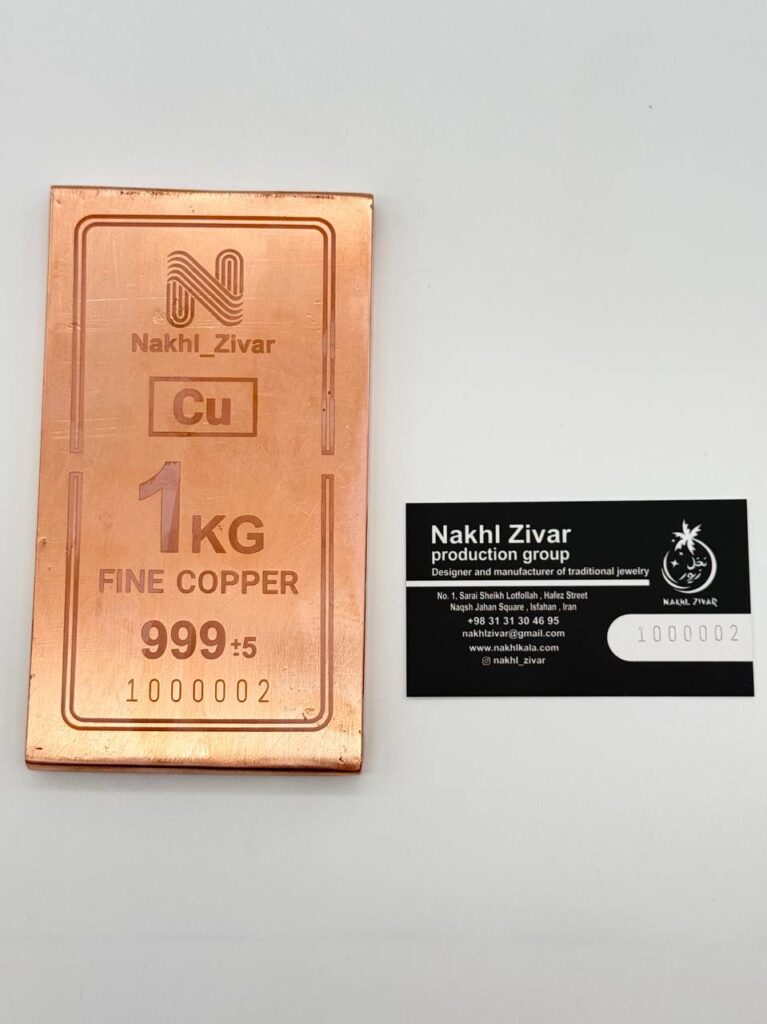 N
Nakhl_Zivar
Cu
1KG
FINE COPPER
999±5
1000002
Nakhl Zivar
production group
Designer and manufacturer of traditional jewelry
No. 1, Sarai Sheikh Lotfollah , Hafez Street
Naqsh Jahan Square , Isfahan , Iran
+98 31 31 30 46 95
nakhlzivar@gmail.com
www.nakhlkala.com
nakhl_zivar
نخل
زیور
NAKHL ZIVAR
1000002